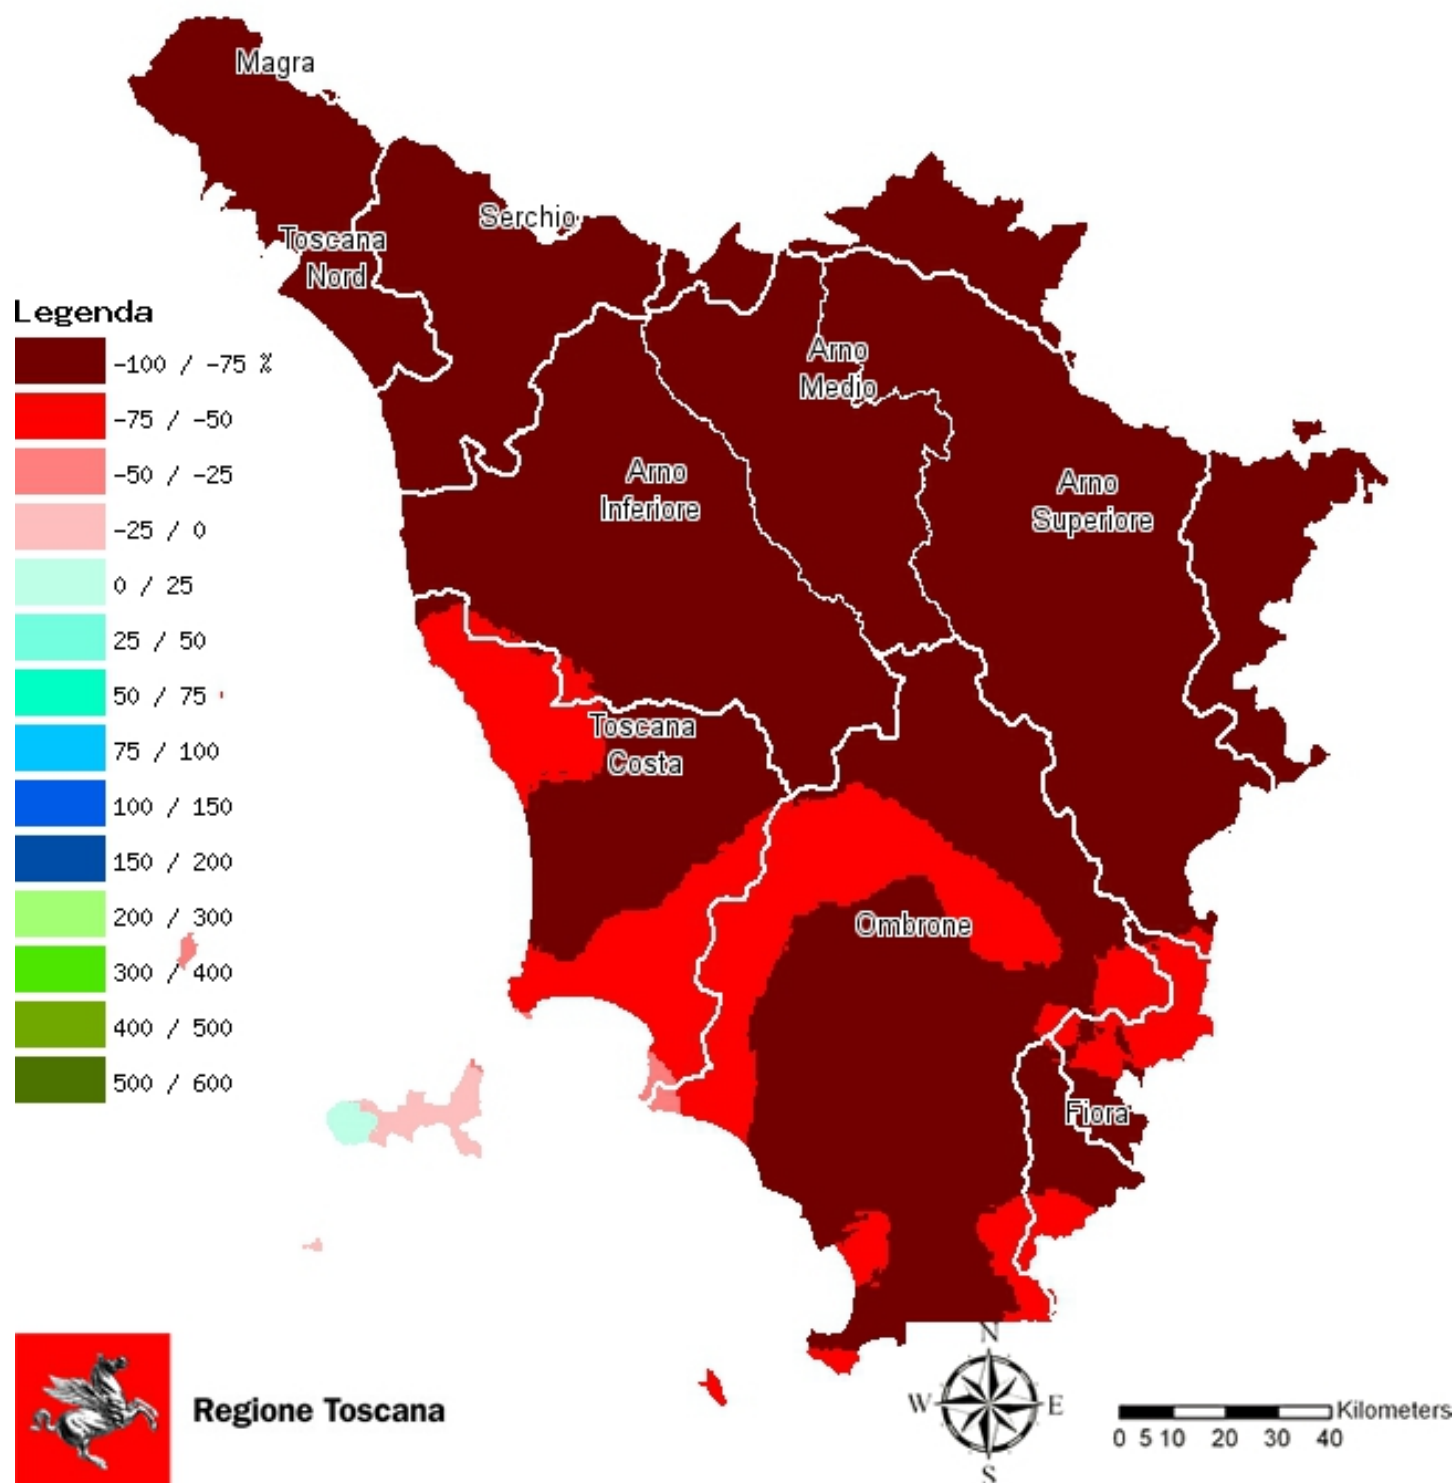 Magra
Serchio
Toscana
Nord
Legenda
-100 / -75 %
-75 / -50
-50 / -25
-25 / 0
0 / 25
25 / 50
50 / 75
75 / 100
100 / 150
150 / 200
200 / 300
300 / 400
400 / 500
500 / 600
Arno
Medio
Arno
Inferiore
Arno
Superiore
Toscana
Costa
Ombrone
Fiora
Regione Toscana
N
W E
S
Kilometers
0 5 10 20 30 40